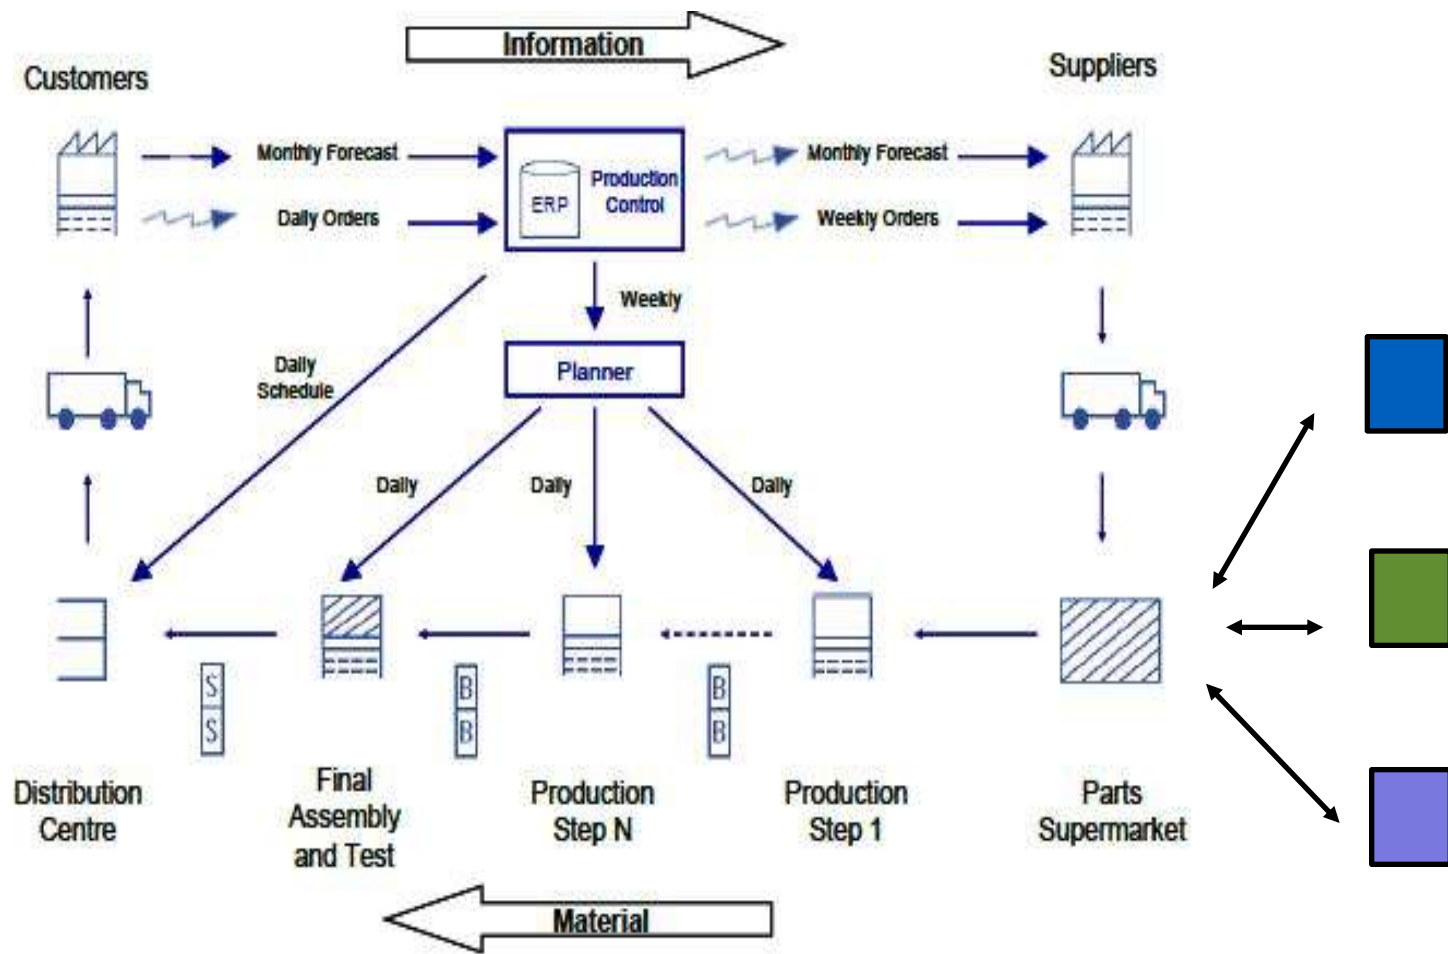 Information
Customers
Suppliers
Monthly Forecast
Monthly Forecast
ERP
Production
Control
Daily Orders
Weekly Orders
Weekly
Planner
Daily
Schedule
Daily
Daily
Daily
S
S
B
B
B
B
Distribution
Centre
Final
Assembly
and Test
Production
Step N
Production
Step 1
Parts
Supermarket
Material